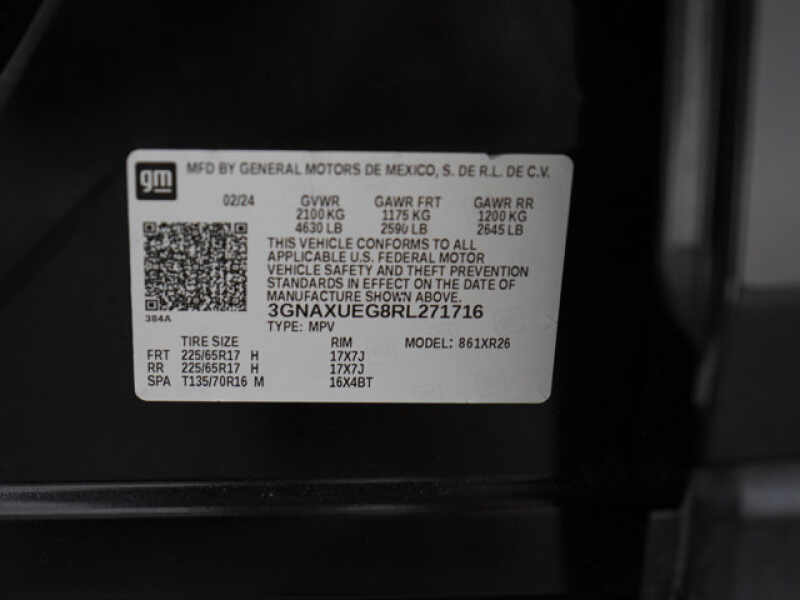 gm
MFD BY GENERAL MOTORS DE MEXICO, S. DE R.L. DE C.V.
02/24 GVWR GAWR FRT GAWR RR
2100 KG 1175 KG 1200 KG
4630 LB 2590 LB 2645 LB
THIS VEHICLE CONFORMS TO ALL
APPLICABLE U.S. FEDERAL MOTOR
VEHICLE SAFETY AND THEFT PREVENTION
STANDARDS IN EFFECT ON THE DATE OF
MANUFACTURE SHOWN ABOVE.
384A
3GNAXUEG8RL271716
TYPE: MPV
TIRE SIZE RIM MODEL: 861XR26
FRT 225/65R17 H 17X7J
RR 225/65R17 H 17X7J
SPA T135/70R16 M 16X4BT